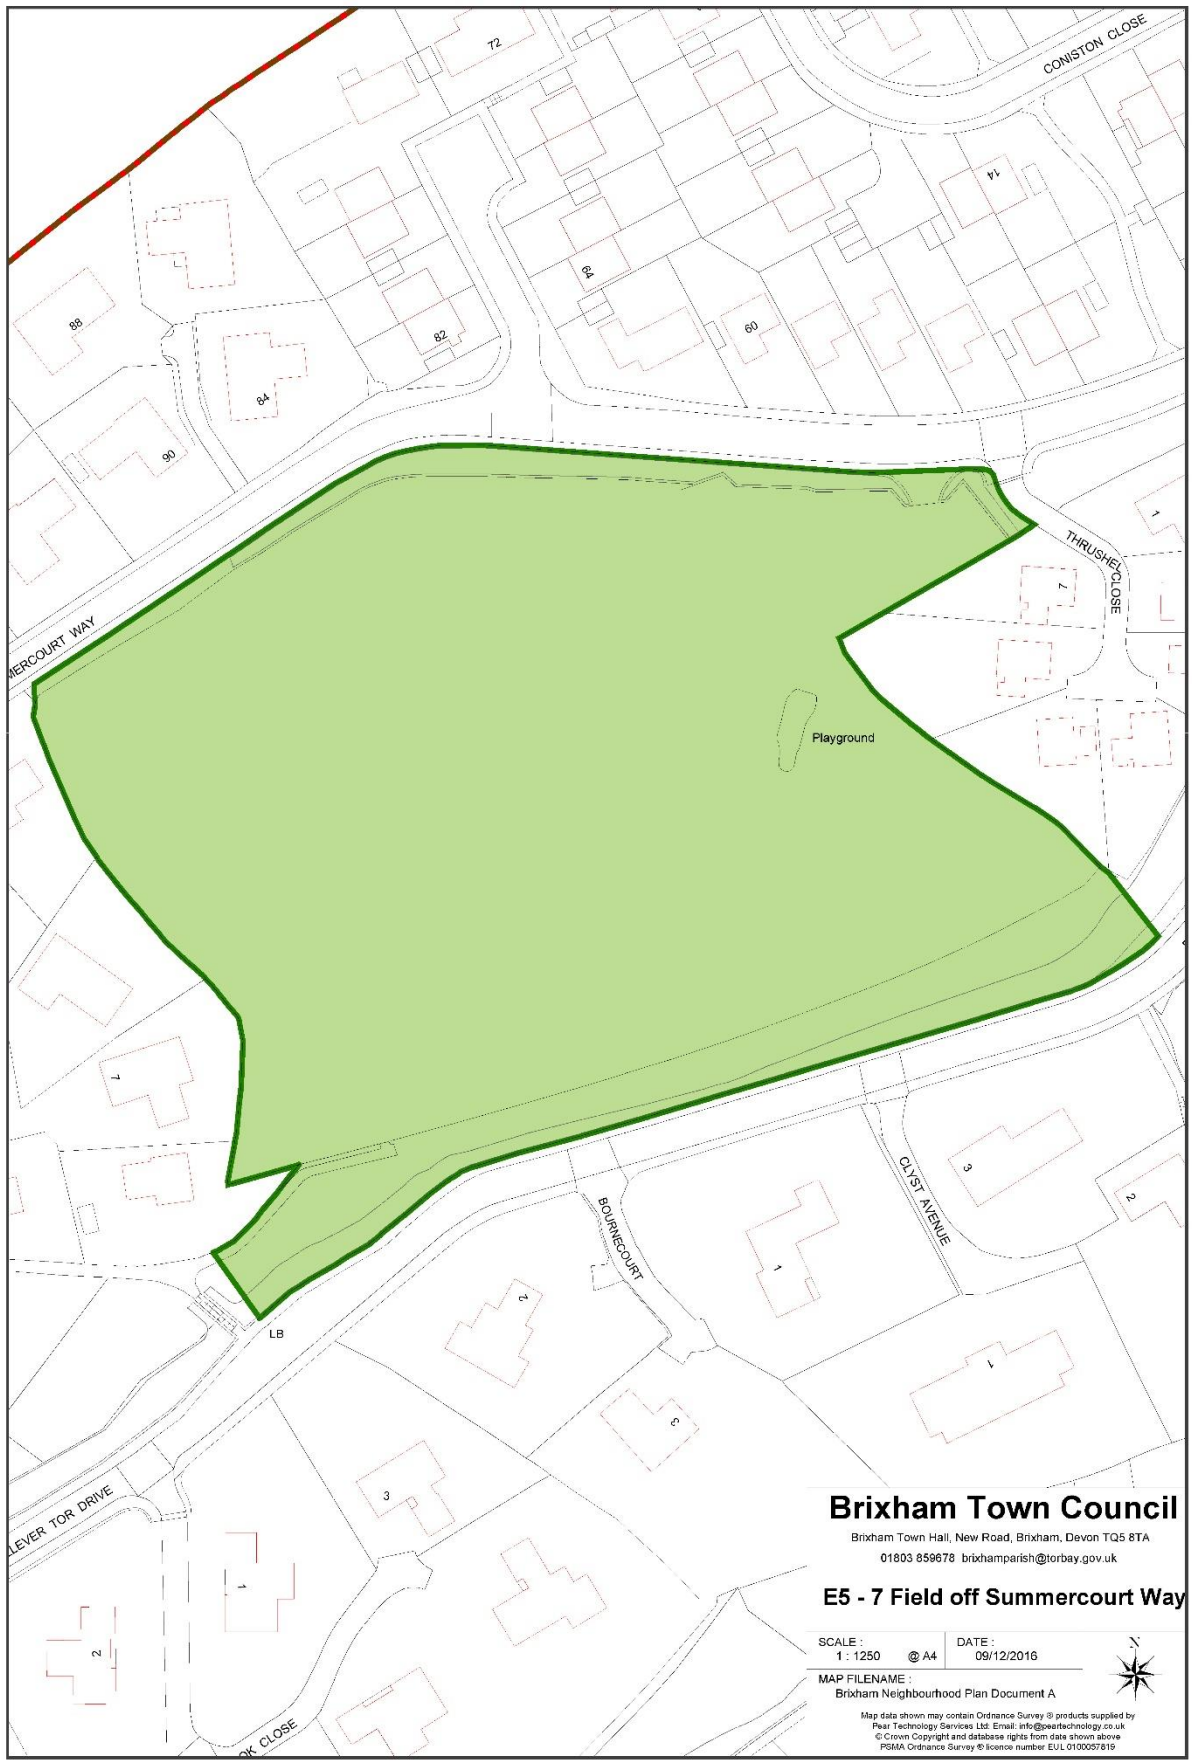 72
CONISTON CLOSE
14
64
88
82
60
84
90
1
THRUSHEL CLOSE
7
MERCOURT WAY
Playground
7
CLYST AVENUE
3
2
BOURNECOURT
1
2
LB
1
3
3
LEVER TOR DRIVE
1
2
OK CLOSE
Brixham Town Council
Brixham Town Hall, New Road, Brixham, Devon TQ5 8TA
01803 859678 brixhamparish@torbay.gov.uk
E5 - 7 Field off Summercourt Way
SCALE : 1 : 1250 @ A4
DATE : 09/12/2016
N
MAP FILENAME :
Brixham Neighbourhood Plan Document A
Map data shown may contain Ordnance Survey ® products supplied by
Pear Technology Services Ltd: Email: info@peartechnology.co.uk
© Crown Copyright and database rights from date shown above
PSMA Ordnance Survey ® licence number EUL 0100057819